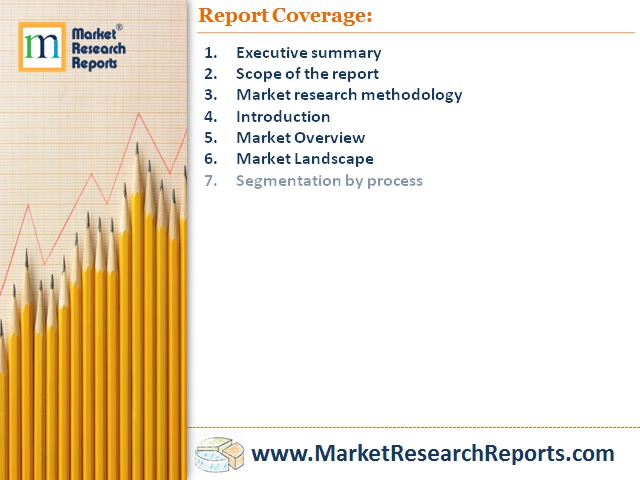 m Market®
Research
Reports
Report Coverage:
1. Executive summary
2. Scope of the report
3. Market research methodology
4. Introduction
5. Market Overview
6. Market Landscape
7. Segmentation by process
www.MarketResearchReports.com